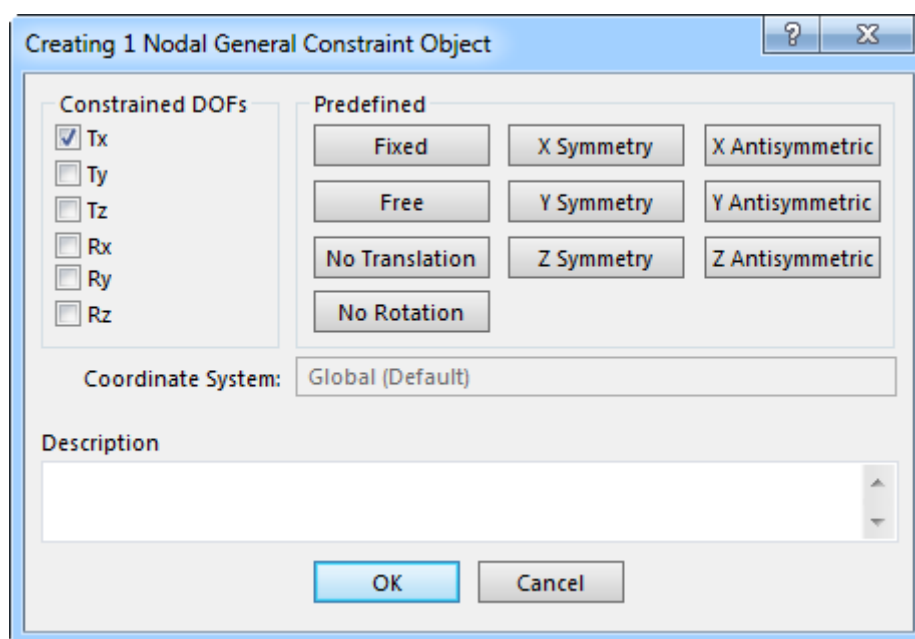 Creating 1 Nodal General Constraint Object
Constrained DOFs
Tx
Ty
Tz
Rx
Ry
Rz
Predefined
Fixed X Symmetry X Antisymmetric
Free Y Symmetry Y Antisymmetric
No Translation Z Symmetry Z Antisymmetric
No Rotation
Coordinate System: Global (Default)
Description
OK Cancel